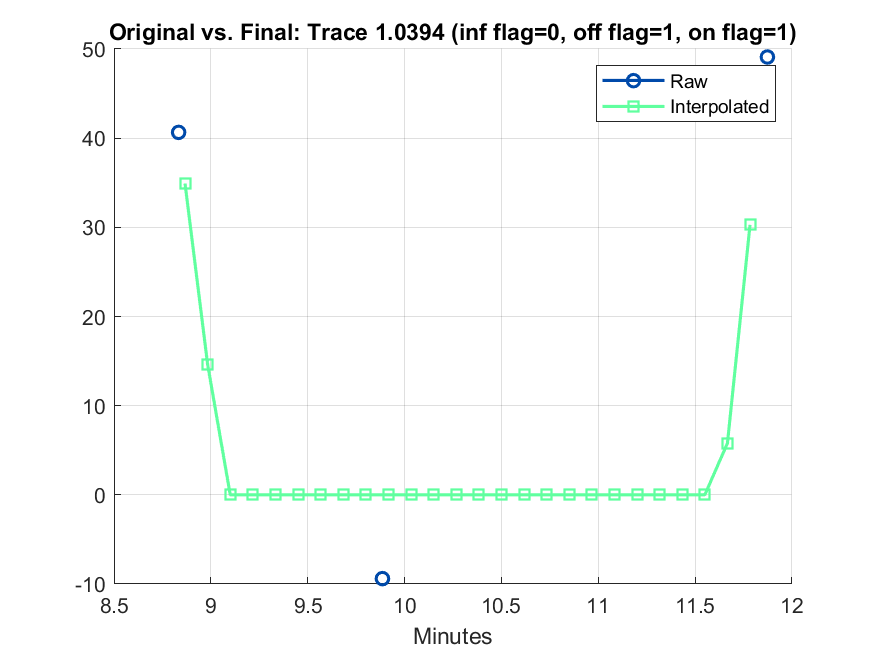 Original vs. Final: Trace 1.0394 (inf flag=0, off flag=1, on flag=1)
50
40
30
20
10
0
-10
Raw
Interpolated
8.5 9 9.5 10 10.5 11 11.5 12
Minutes